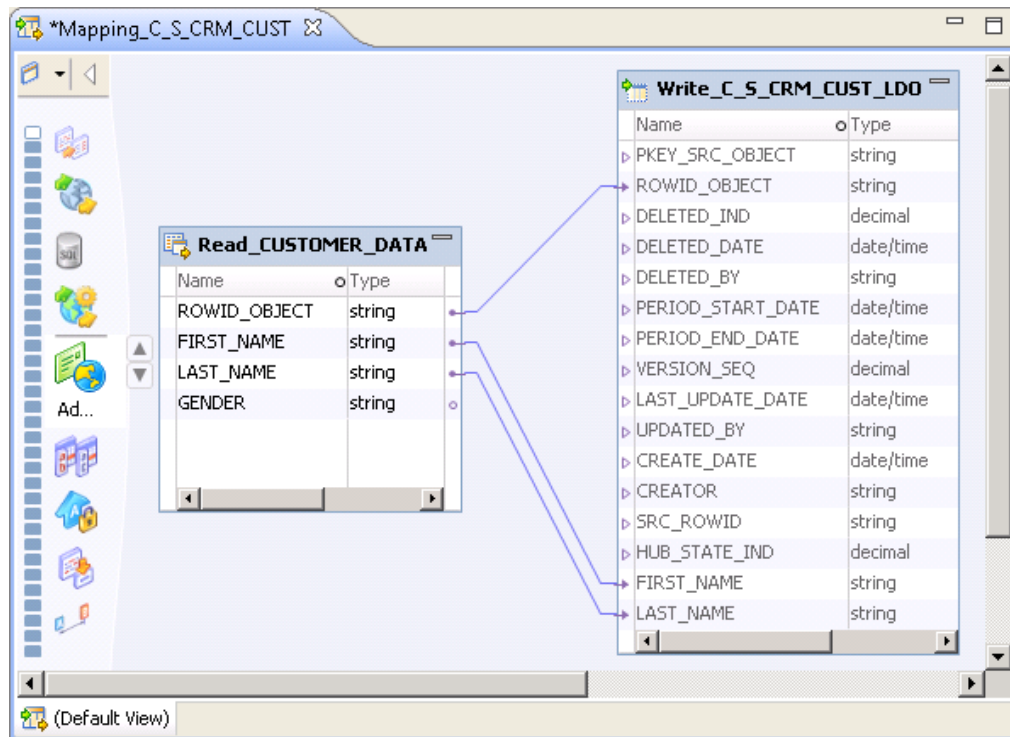 *Mapping_C_S_CRM_CUST
SQL
Ad...
Read_CUSTOMER_DATA
Name Type
ROWID_OBJECT string
FIRST_NAME string
LAST_NAME string
GENDER string
Write_C_S_CRM_CUST_LDO
Name Type
PKEY_SRC_OBJECT string
ROWID_OBJECT string
DELETED_IND decimal
DELETED_DATE date/time
DELETED_BY string
PERIOD_START_DATE date/time
PERIOD_END_DATE date/time
VERSION_SEQ decimal
LAST_UPDATE_DATE date/time
UPDATED_BY string
CREATE_DATE date/time
CREATOR string
SRC_ROWID string
HUB_STATE_IND decimal
FIRST_NAME string
LAST_NAME string
(Default View)